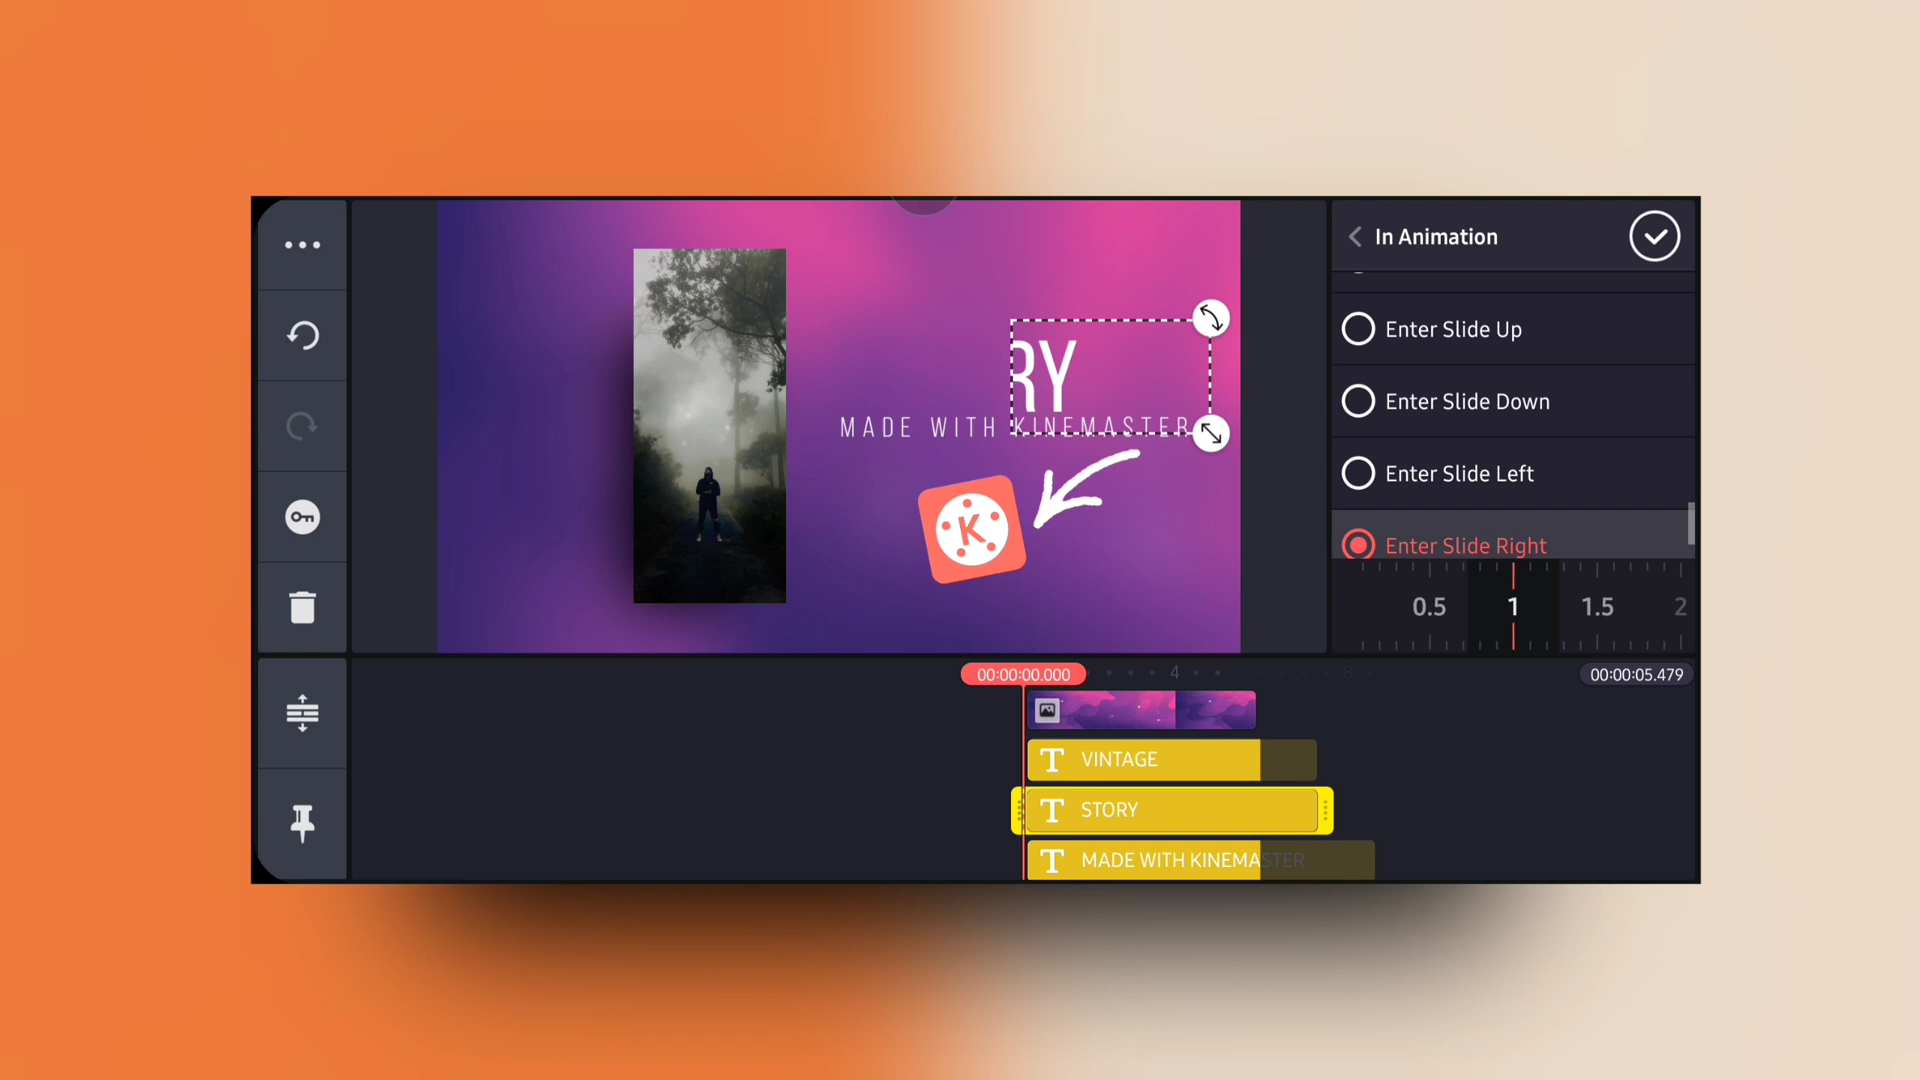 In Animation
Enter Slide Up
Enter Slide Down
Enter Slide Left
Enter Slide Right
0.5 1 1.5 2
RY
MADE WITH KINEMASTER
K
00:00:00.000 4 8 00:00:05.479
T VINTAGE
T STORY
T MADE WITH KINEMASTER